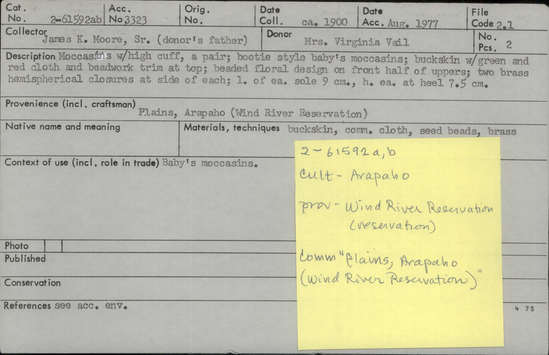 Cat. No. 2-61592ab Acc. No. 3323 Orig. No. Date Coll. ca. 1900 Date Acc. Aug. 1977 File Code 2.1
Collector James K. Moore, Sr. (donor's father) Donor Mrs. Virginia Vail No. Pcs. 2
Description Moccasins w/high cuff, a pair; bootie style baby's moccasins; buckskin w/green and
red cloth and beadwork trim at top; beaded floral design on front half of uppers; two brass
hemispherical closures at side of each; l. of ea. sole 9 cm., h. ea. at heel 7.5 cm.
Provenience (incl. craftsman)
Plains, Arapaho (Wind River Reservation)
Native name and meaning Materials, techniques buckskin, comm. cloth, seed beads, brass
Context of use (incl. role in trade) Baby's moccasins.
Photo
Published
Conservation
References see acc. env.
4 75
2-61592a,b
Cult - Arapaho
prov - Wind River Reservation
(reservation)
Comm "Plains, Arapaho
(Wind River Reservation)"